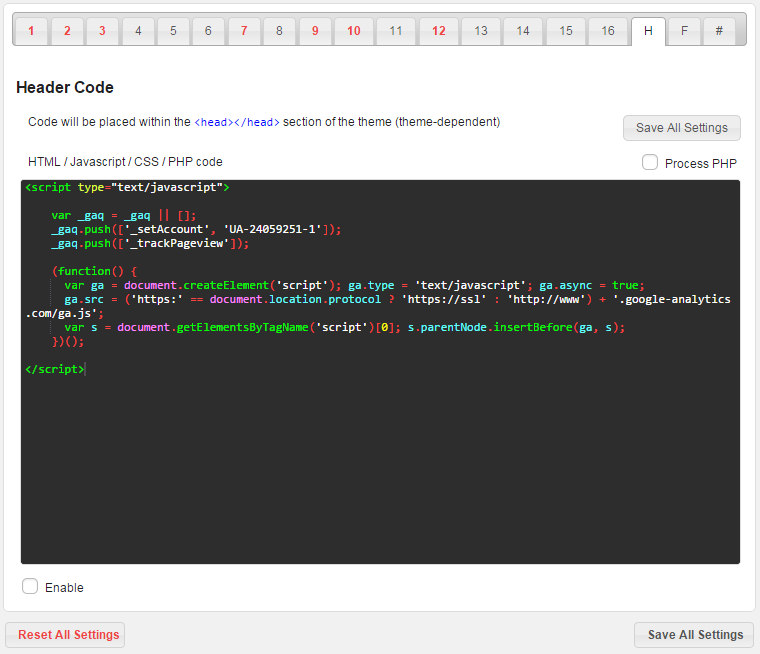 1 2 3 4 5 6 7 8 9 10 11 12 13 14 15 16 H F #
Header Code
Code will be placed within the <head></head> section of the theme (theme-dependent)
Save All Settings
HTML / Javascript / CSS / PHP code
Process PHP
<script type="text/javascript">
var _gaq = _gaq || [];
_gaq.push(['_setAccount', 'UA-24059251-1']);
_gaq.push(['_trackPageview']);
(function() {
var ga = document.createElement('script'); ga.type = 'text/javascript'; ga.async = true;
ga.src = ('https:' == document.location.protocol ? 'https://ssl' : 'http://www') + '.google-analytics
.com/ga.js';
var s = document.getElementsByTagName('script')[0]; s.parentNode.insertBefore(ga, s);
})();
</script>
Enable
Reset All Settings
Save All Settings